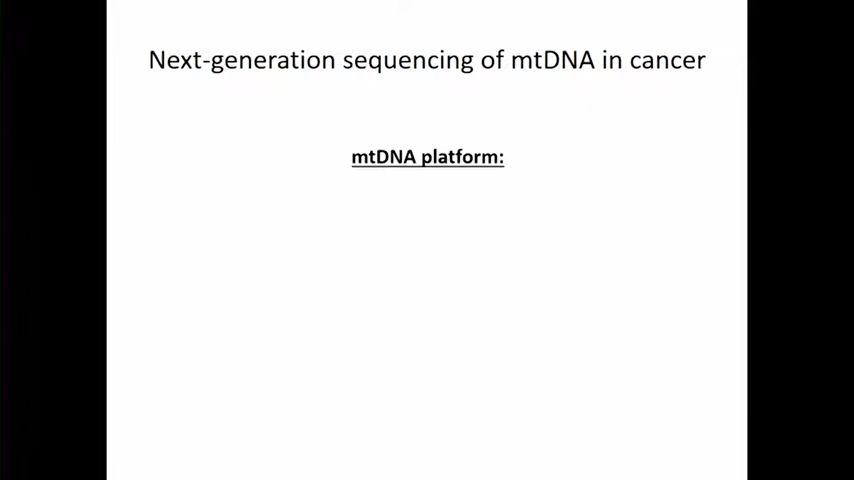 Next-generation sequencing of mtDNA in cancer
mtDNA platform: